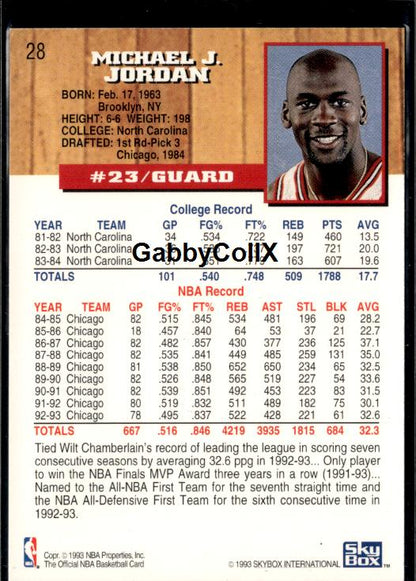 28
MICHAEL J.
JORDAN
BORN: Feb. 17, 1963
Brooklyn, NY
HEIGHT: 6-6 WEIGHT: 198
COLLEGE: North Carolina
DRAFTED: 1st Rd-Pick 3
Chicago, 1984
#23/GUARD
College Record
YEAR TEAM GP FG% FT% REB PTS AVG
81-82 North Carolina 34 .534 .722 149 460 13.5
82-83 North Carolina 197 721 20.0
83-84 North Carolina 163 607 19.6
TOTALS 101 .540 .748 509 1788 17.7
GabbyCollX
NBA Record
YEAR TEAM GP FG% FT% REB AST STL BLK AVG
84-85 Chicago 82 .515 .845 534 481 196 69 28.2
85-86 Chicago 18 .457 .840 64 53 37 21 22.7
86-87 Chicago 82 .482 .857 430 377 236 125 37.1
87-88 Chicago 82 .535 .841 449 485 259 131 35.0
88-89 Chicago 81 .538 .850 652 650 234 65 32.5
89-90 Chicago 82 .526 .848 565 519 227 54 33.6
90-91 Chicago 82 .539 .851 492 453 223 83 31.5
91-92 Chicago 80 .519 .832 511 489 182 75 30.1
92-93 Chicago 78 .495 .837 522 428 221 61 32.6
TOTALS 667 .516 .846 4219 3935 1815 684 32.3
Tied Wilt Chamberlain's record of leading the league in scoring seven
consecutive seasons by averaging 32.6 ppg in 1992-93... Only player
to win the NBA Finals MVP Award three years in a row (1991-93)...
Named to the All-NBA First Team for the seventh straight time and
the NBA All-Defensive First Team for the sixth consecutive time in
1992-93.
Copr. © 1993 NBA Properties, Inc.
The Official NBA Basketball Card
© 1993 SKYBOX INTERNATIONAL
SKY
BOX